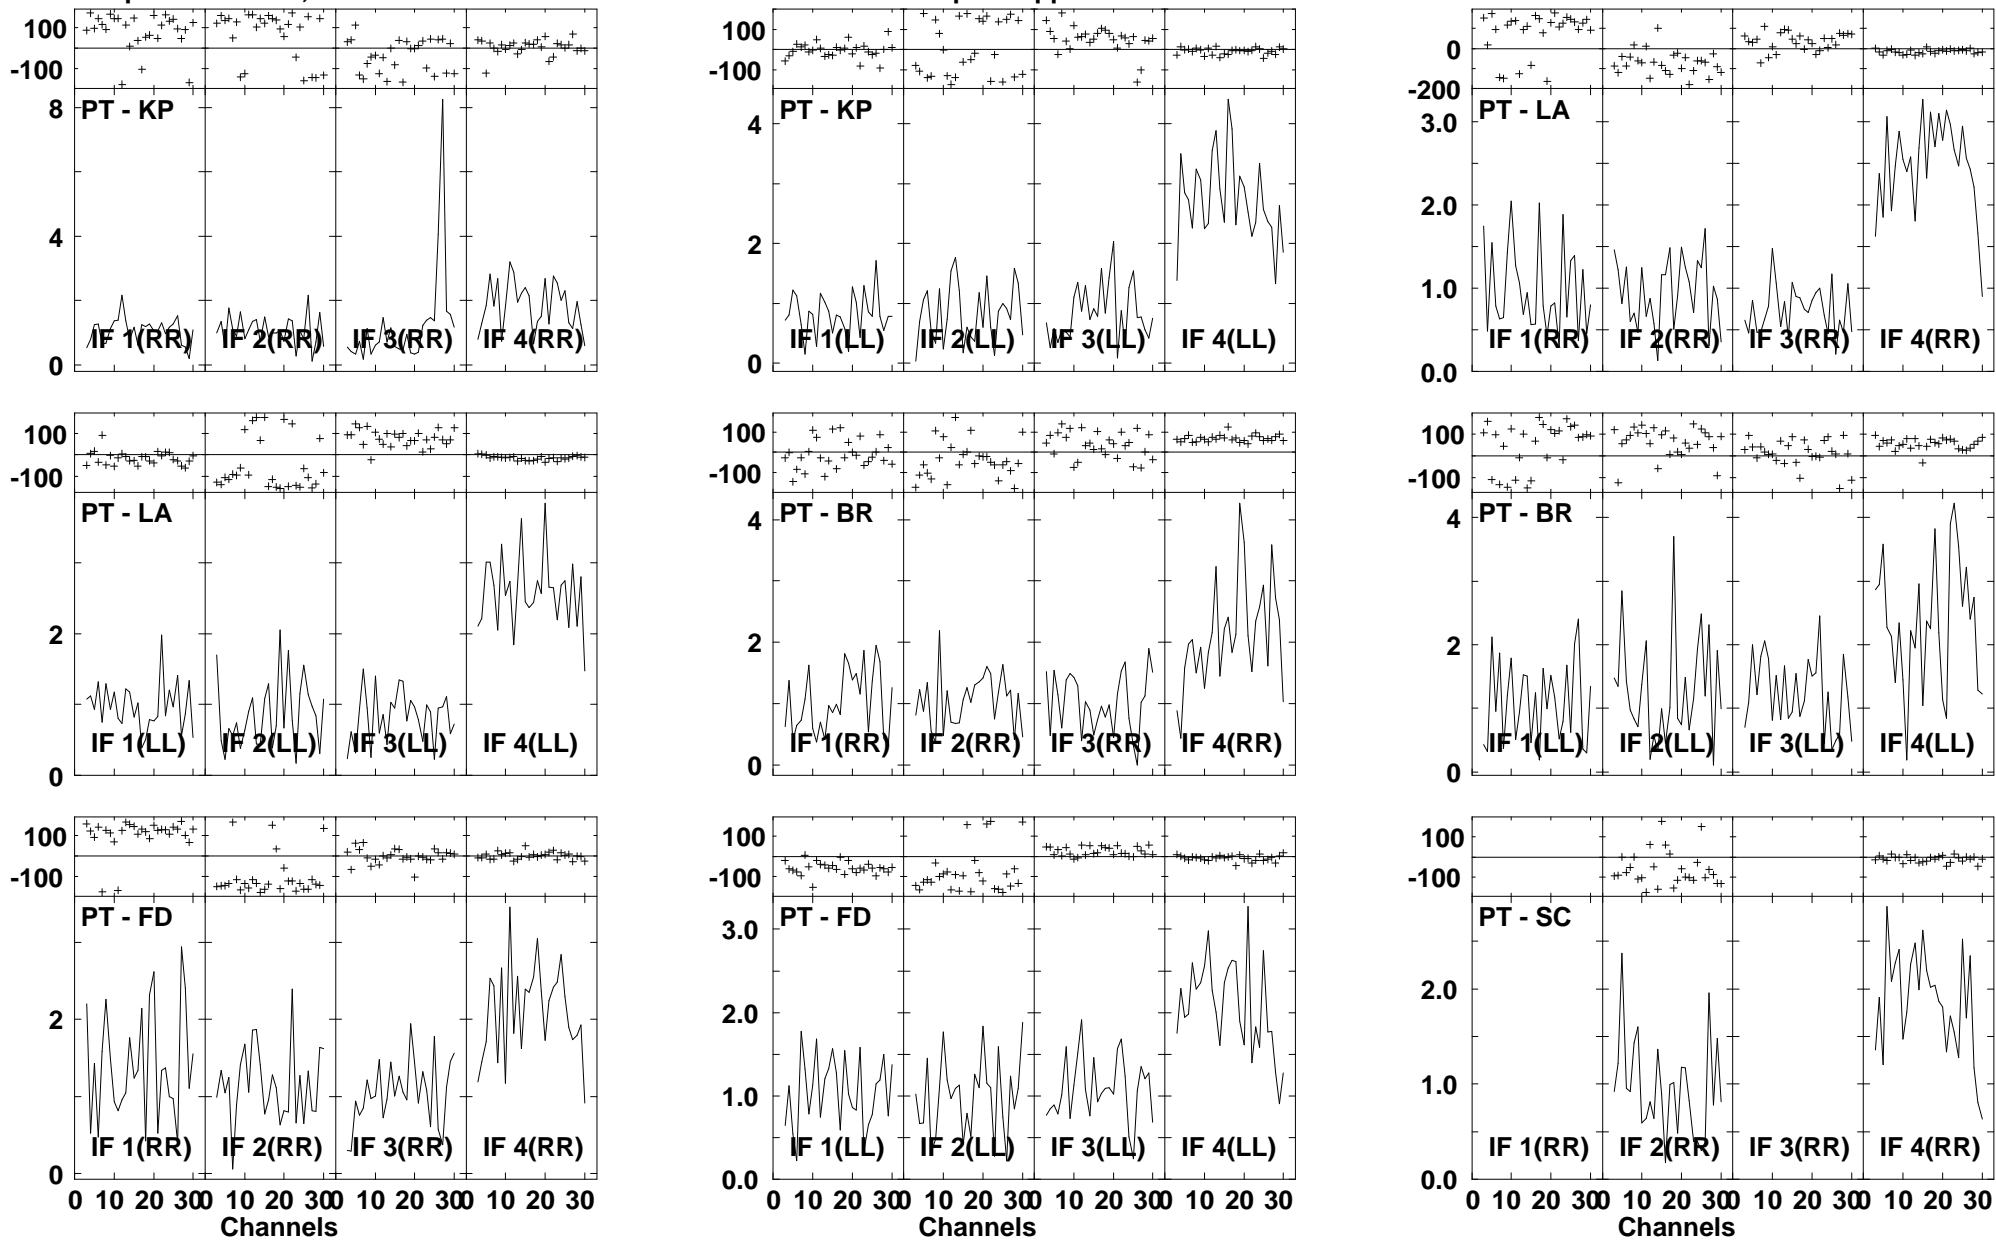 100 100
0
-100 -100 -200
8 PT - KP 4 PT - KP 3.0 PT - LA
4 2 2.0
1.0
0 IF 1(RR) IF 2(RR) IF 3(RR) IF 4(RR) 0 IF 1(LL) IF 2(LL) IF 3(LL) IF 4(LL) 0.0 IF 1(RR) IF 2(RR) IF 3(RR) IF 4(RR)
100 100 100
-100 -100 -100
PT - LA 4 PT - BR 4 PT - BR
2 2 2
0 IF 1(LL) IF 2(LL) IF 3(LL) IF 4(LL) 0 IF 1(RR) IF 2(RR) IF 3(RR) IF 4(RR) 0 IF 1(LL) IF 2(LL) IF 3(LL) IF 4(LL)
100 100 100
-100 -100 -100
PT - FD 3.0 PT - FD PT - SC
2 2.0 2.0
1.0 1.0
0 IF 1(RR) IF 2(RR) IF 3(RR) IF 4(RR) 0.0 IF 1(LL) IF 2(LL) IF 3(LL) IF 4(LL) 0.0 IF 1(RR) IF 2(RR) IF 3(RR) IF 4(RR)
0 10 20 30 0 10 20 30 0 10 20 30 0 10 20 30 0 10 20 30 0 10 20 30 0 10 20 30 0 10 20 30 0 10 20 30 0 10 20 30 0 10 20 30 0 10 20 30
Channels Channels Channels